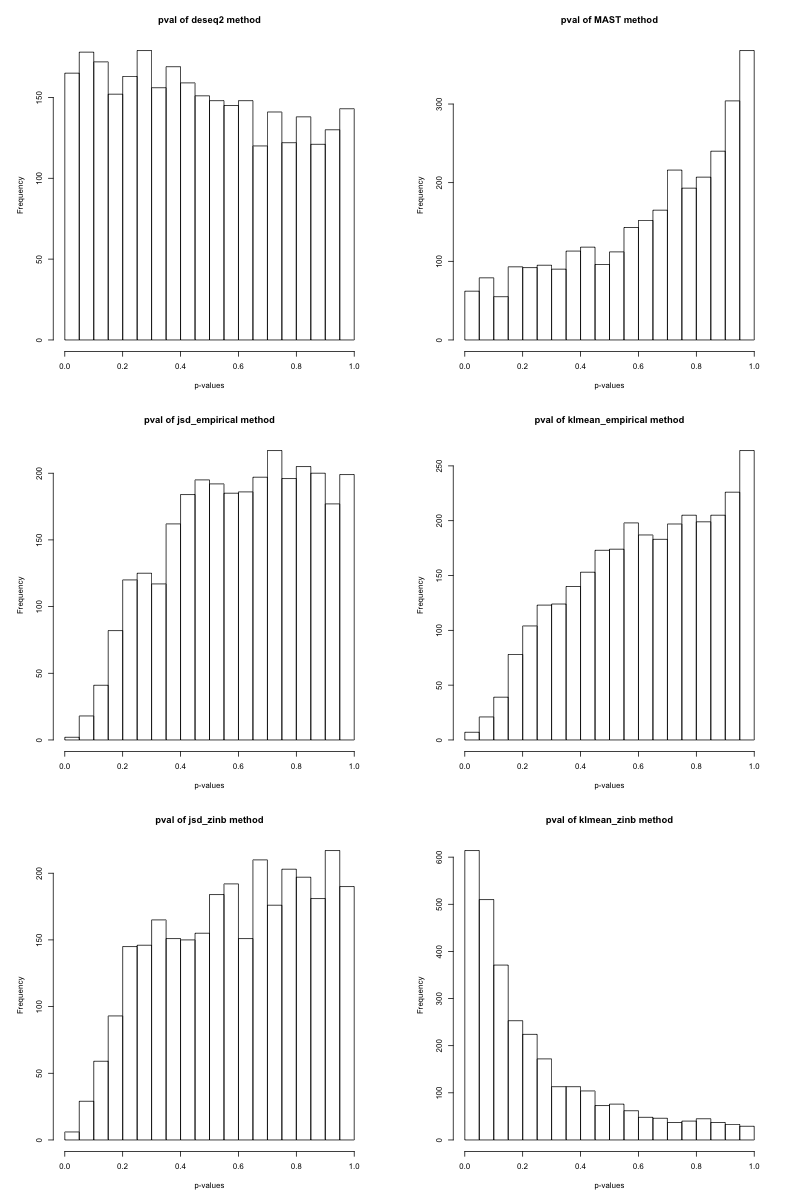 pval of deseq2 method
Frequency
0 50 100 150
0.0 0.2 0.4 0.6 0.8 1.0
p-values
pval of MAST method
Frequency
0 100 200 300
0.0 0.2 0.4 0.6 0.8 1.0
p-values
pval of jsd_empirical method
Frequency
0 50 100 150 200
0.0 0.2 0.4 0.6 0.8 1.0
p-values
pval of klmean_empirical method
Frequency
0 50 100 150 200 250
0.0 0.2 0.4 0.6 0.8 1.0
p-values
pval of jsd_zinb method
Frequency
0 50 100 150 200
0.0 0.2 0.4 0.6 0.8 1.0
p-values
pval of klmean_zinb method
Frequency
0 100 200 300 400 500 600
0.0 0.2 0.4 0.6 0.8 1.0
p-values